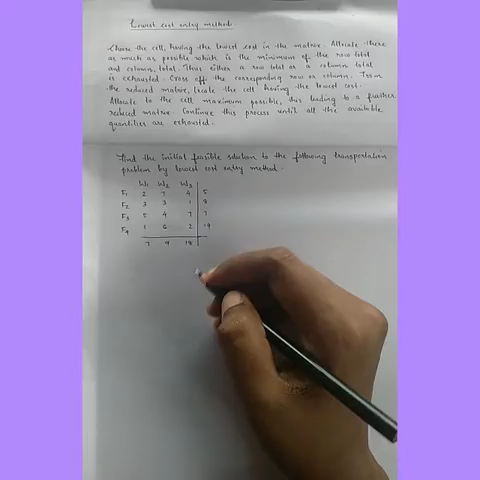 Lowest cost entry method
Choose the cell, having the lowest cost in the matrix. Allocate there
as much as possible which is the minimum of the row total
and column, total. Thus either a row total or a column total
is exhausted. Cross off the corresponding row or column. From
the reduced matrix, locate the cell having the lowest cost.
Allocate to the cell maximum possible, thus leading to a further
reduced matrix. Continue this process until all the available
quantities are exhausted.
Find the initial feasible solution to the following transportation
problem by lowest cost entry method.
W1 W2 W3
F1 2 7 4 5
F2 3 3 1 8
F3 5 4 7 7
F4 1 6 2 14
7 9 18